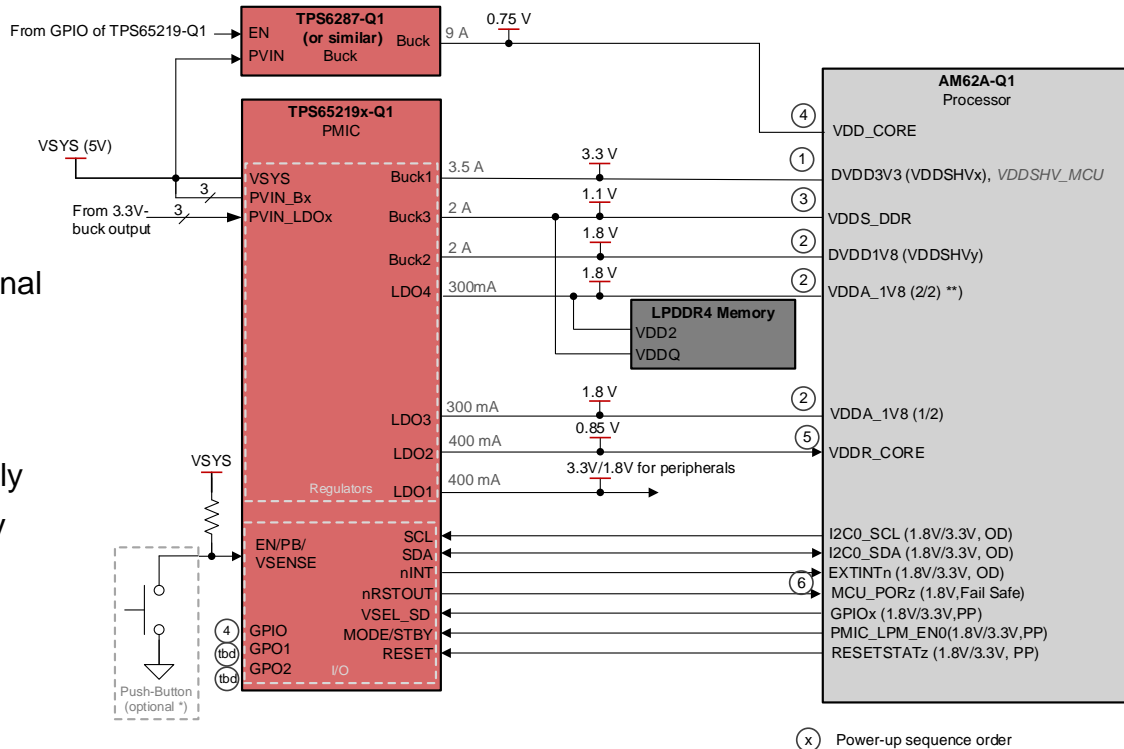 From GPIO of TPS65219-Q1
TPS6287-Q1
(or similar)
Buck
EN
PVIN
Buck
9 A
0.75 V
AM62A-Q1
Processor
TPS65219x-Q1
PMIC
VSYS (5V)
4
VDD_CORE
VSYS
Buck1
3.5 A
3.3 V
1
DVDD3V3 (VDDSHVx), VDDSHV_MCU
3
PVIN_Bx
From 3.3V-
buck output
3
PVIN_LDOx
Buck3
2 A
1.1 V
3
VDDS_DDR
Buck2
2 A
1.8 V
2
DVDD1V8 (VDDSHVy)
nal
LDO4
300mA
1.8 V
2
VDDA_1V8 (2/2) **)
LPDDR4 Memory
VDD2
VDDQ
LDO3
300 mA
1.8 V
2
VDDA_1V8 (1/2)
LDO2
400 mA
0.85 V
5
VDDR_CORE
ly
VSYS
Regulators
LDO1
400 mA
3.3V/1.8V for peripherals
EN/PB/
VSENSE
SCL
I2C0_SCL (1.8V/3.3V, OD)
SDA
I2C0_SDA (1.8V/3.3V, OD)
nINT
EXTINTn (1.8V/3.3V, OD)
nRSTOUT
6
MCU_PORz (1.8V,Fail Safe)
VSEL_SD
GPIOx (1.8V/3.3V,PP)
4
GPIO
MODE/STBY
PMIC_LPM_EN0(1.8V/3.3V,PP)
tbd
GPO1
RESET
RESETSTATz (1.8V/3.3V, PP)
tbd
GPO2
I/O
Push-Button
(optional *)
x Power-up sequence order